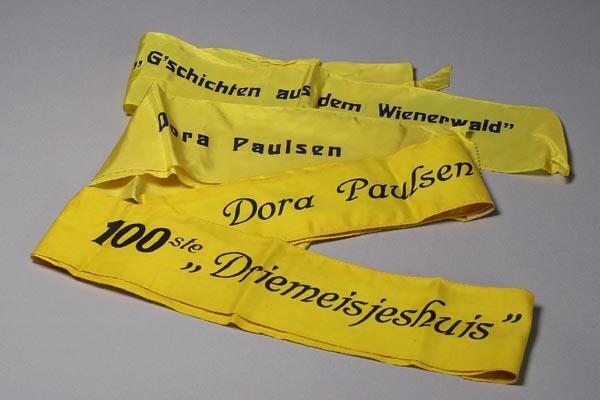 „G'schichten aus dem Wienerwald”
Dora Paulsen
Dora Paulsen
100ste „Driemeisjeshuis”